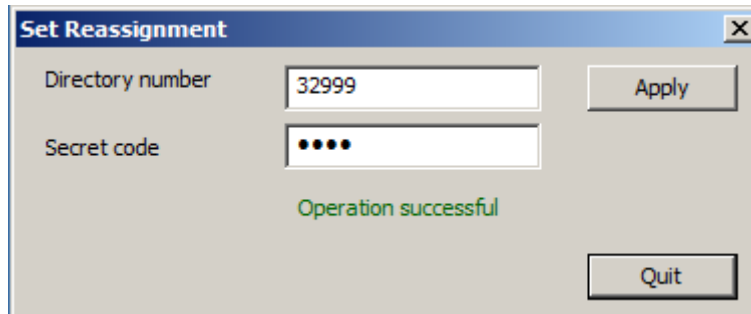 Set Reassignment
Directory number 32999 Apply
Secret code ••••
Operation successful
Quit